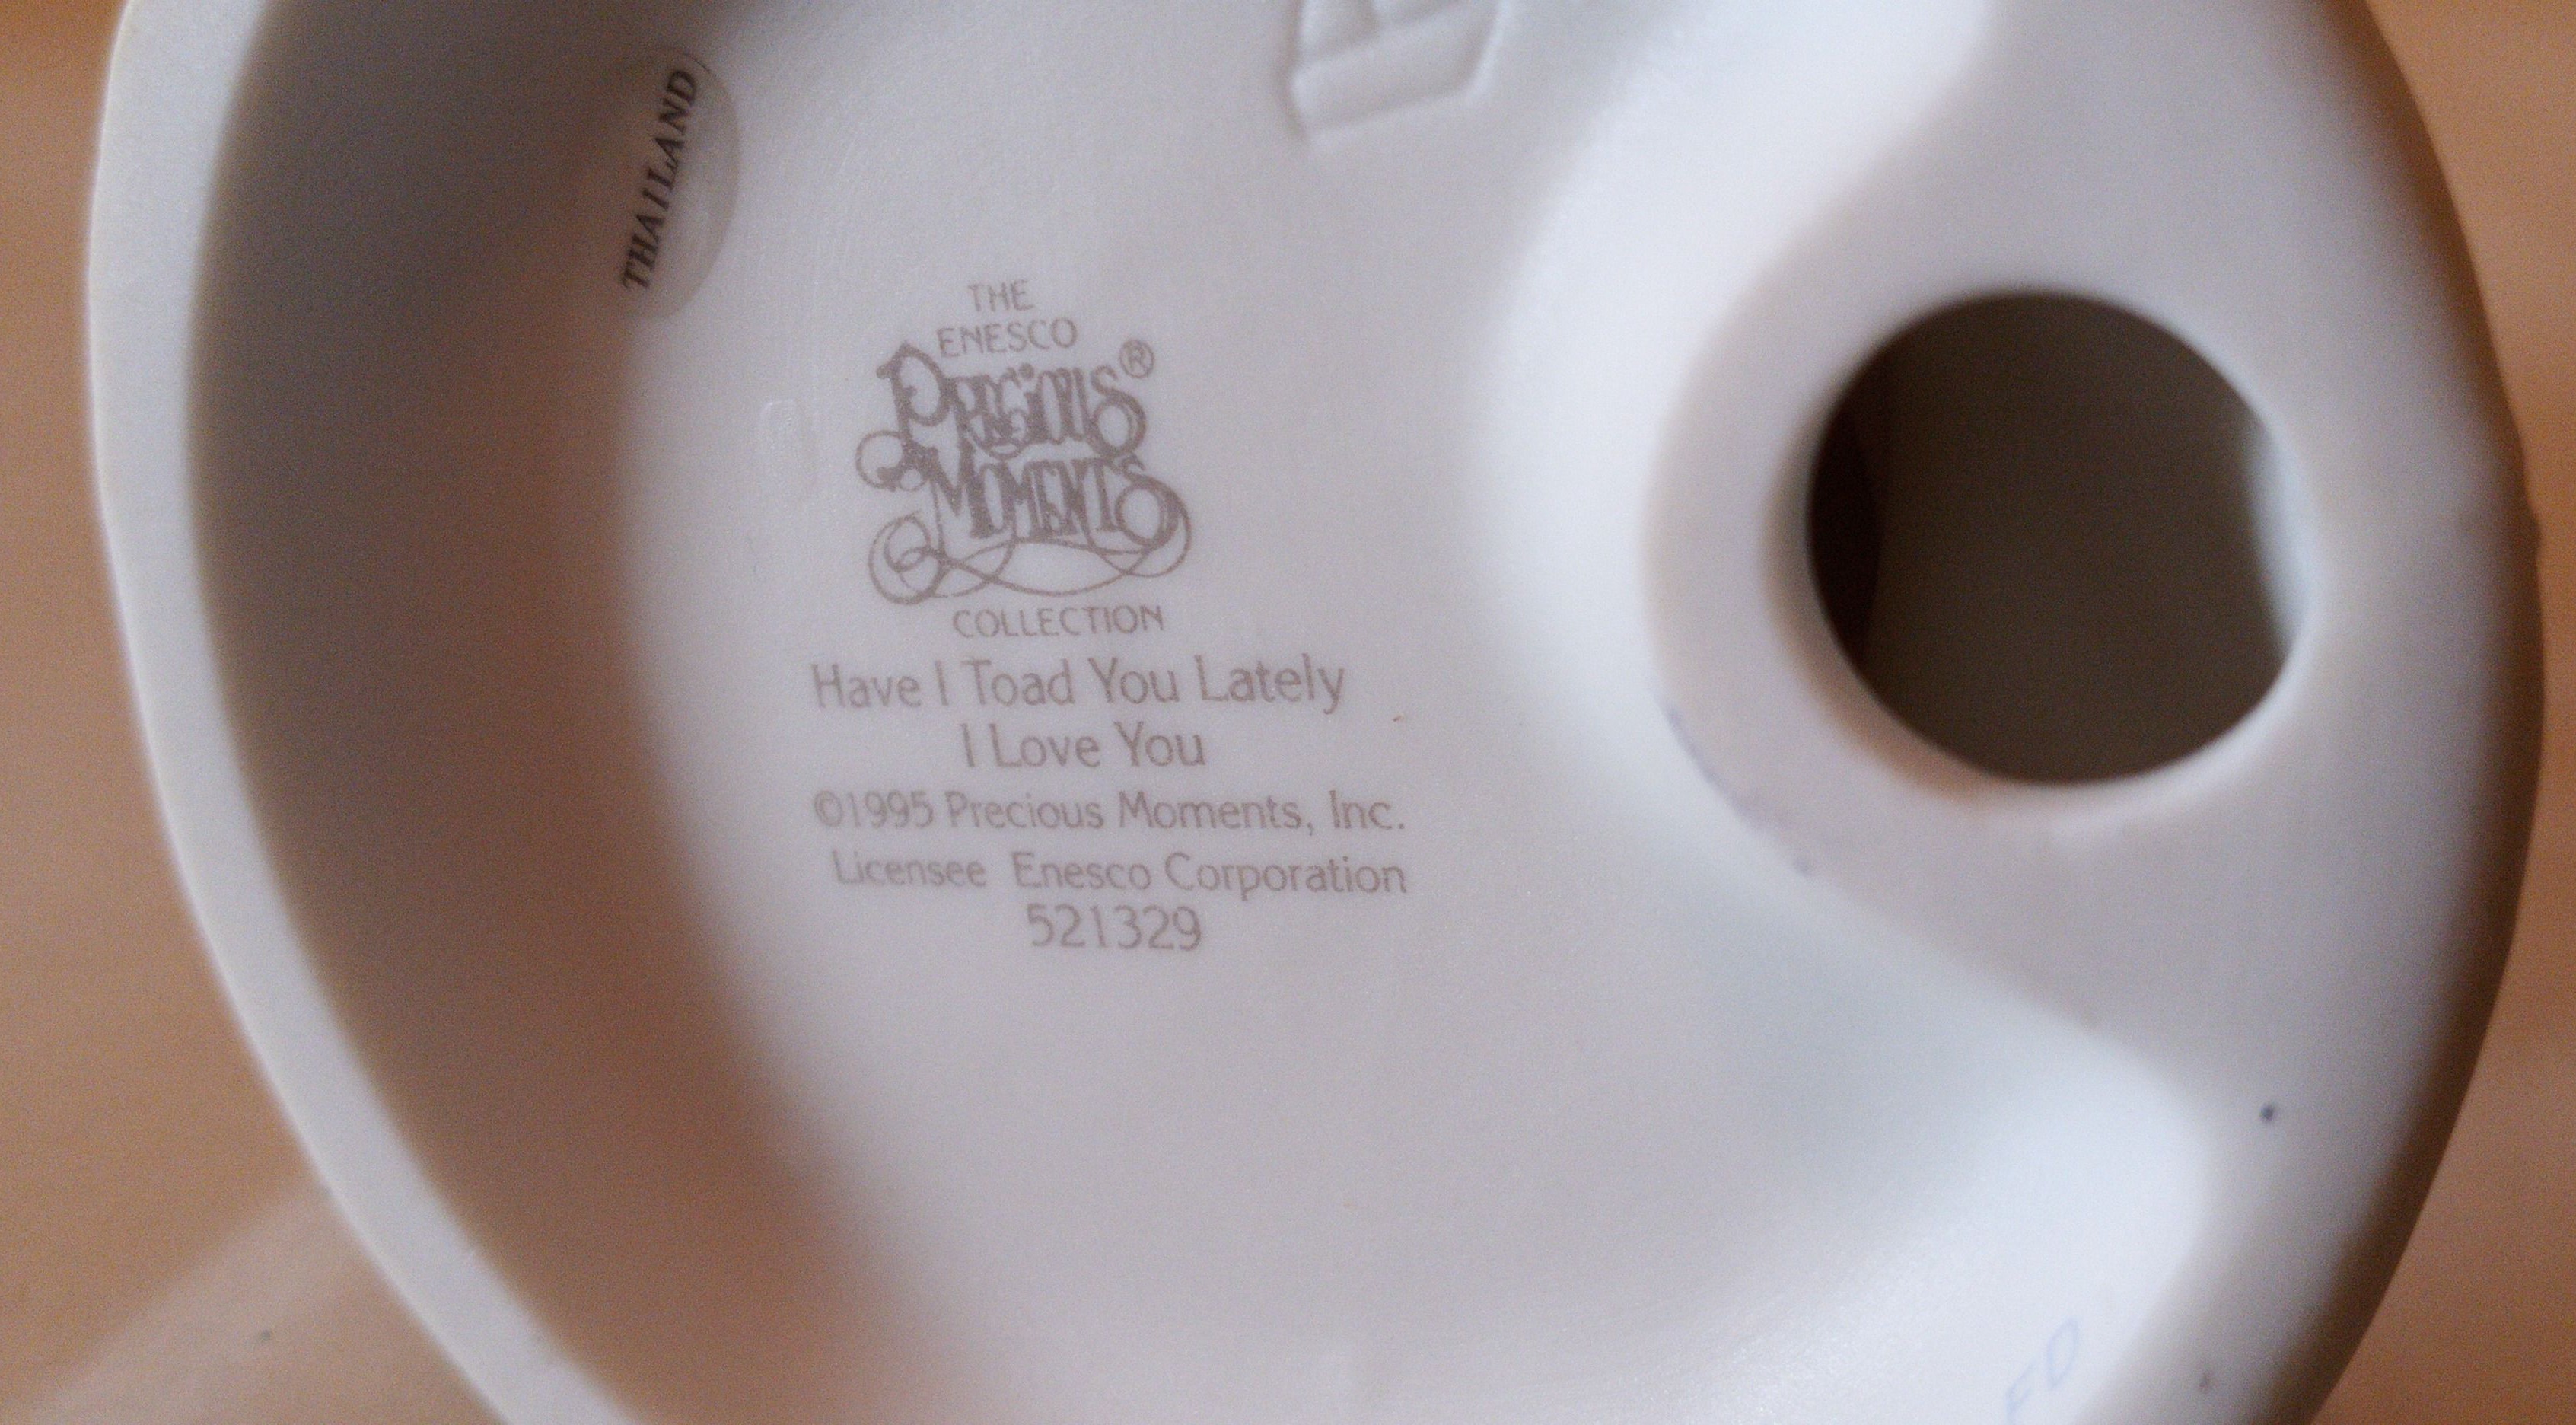 THAILAND
THE
ENESCO
PRECIOUS®
MOMENTS
COLLECTION
Have I Toad You Lately
I Love You
©1995 Precious Moments, Inc.
Licensee Enesco Corporation
521329